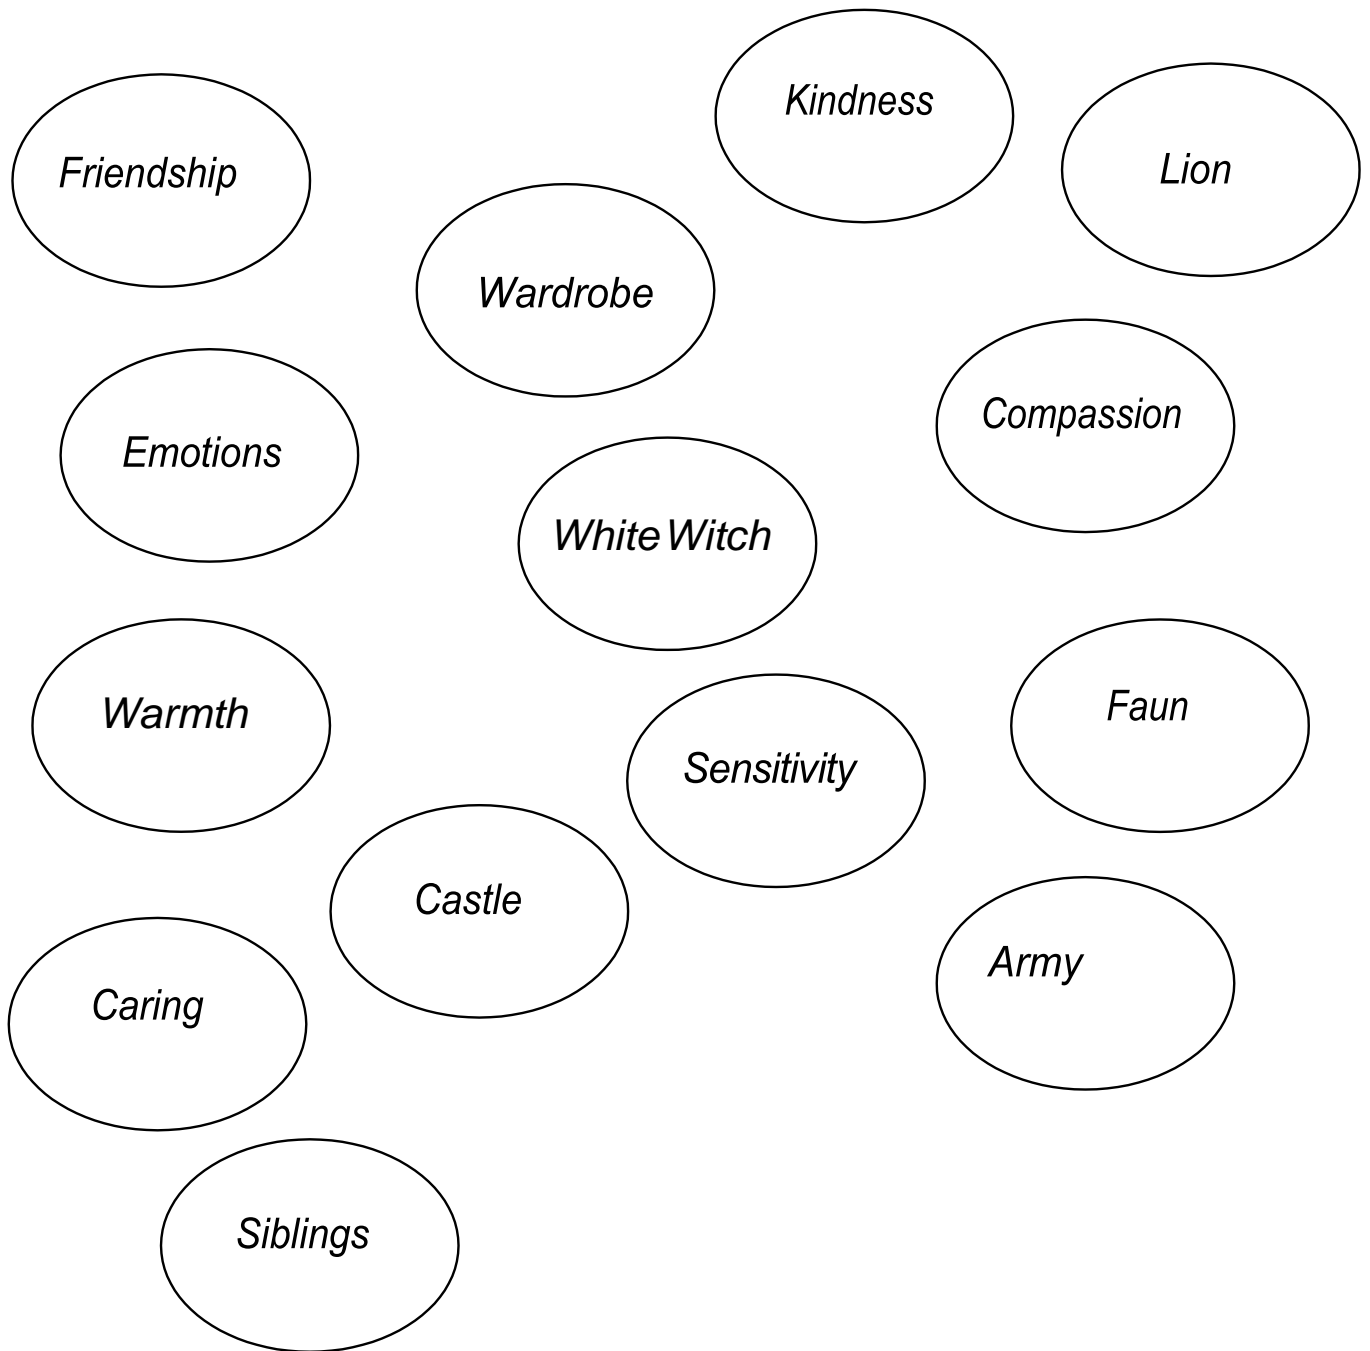 Kindness
Lion
Friendship
Wardrobe
Compassion
Emotions
White Witch
Faun
Warmth
Sensitivity
Castle
Army
Caring
Siblings